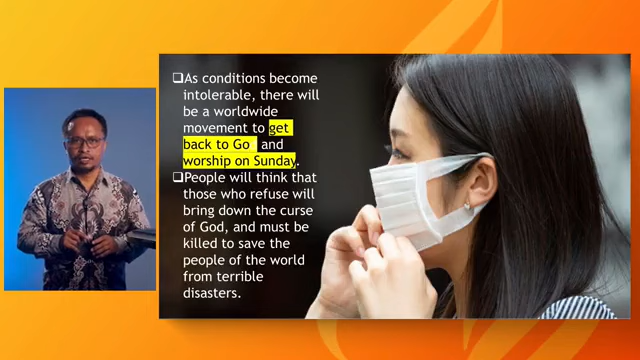 ❑As conditions become
intolerable, there will
be a worldwide
movement to get
back to Go and
worship on Sunday.
❑People will think that
those who refuse will
bring down the curse
of God, and must be
killed to save the
people of the world
from terrible
disasters.